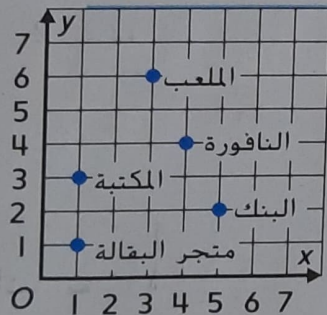 y
7
6 الملعب
5
4 النافورة
3 المكتبة
2 البنك
1 متجر البقالة
x
O 1 2 3 4 5 6 7